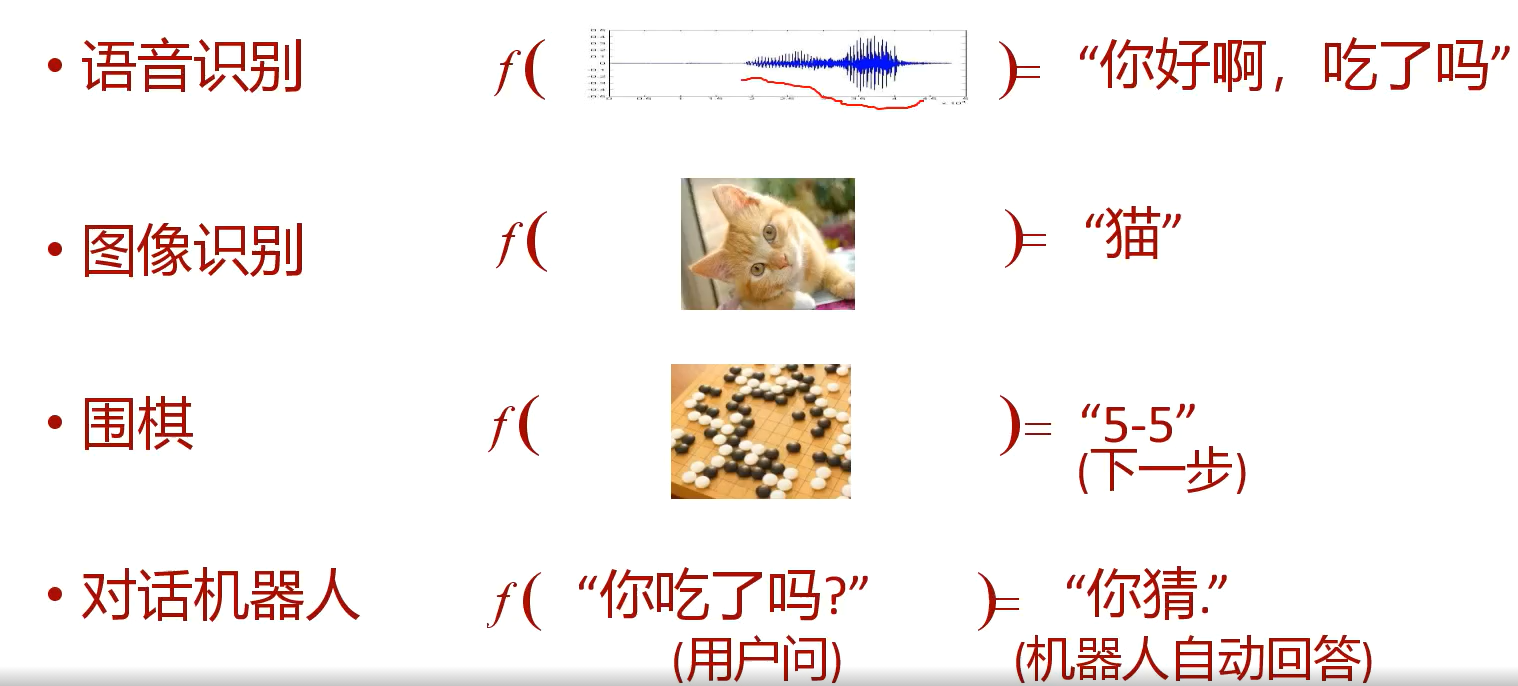 • 语音识别 f( )= “你好啊，吃了吗”
• 图像识别 f( )= “猫”
• 围棋 f( )= “5-5”
(下一步)
• 对话机器人 f( “你吃了吗?” )= “你猜.”
(用户问) (机器人自动回答)